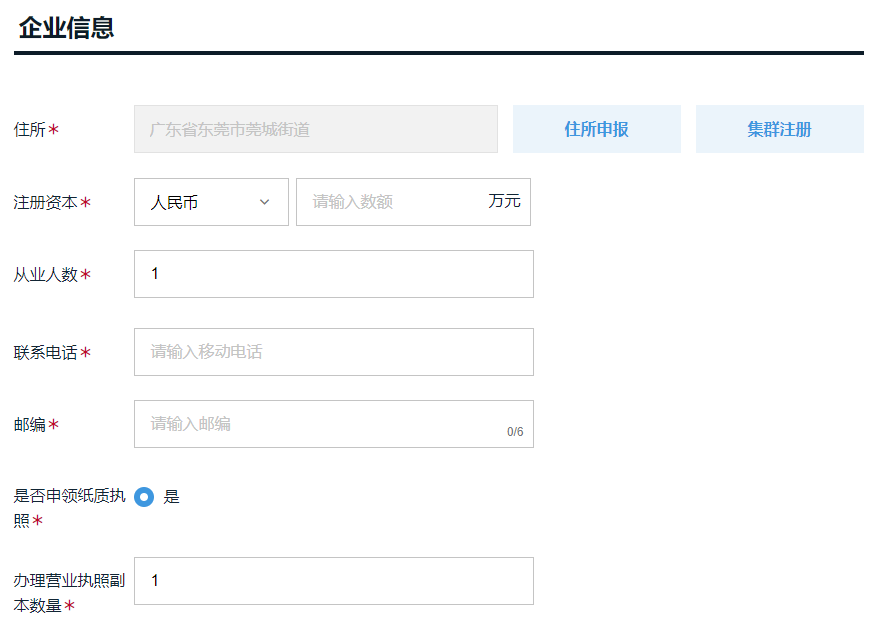 企业信息
住所* 广东省东莞市莞城街道 住所申报 集群注册
注册资本* 人民币 请输入数额 万元
从业人数* 1
联系电话* 请输入移动电话
邮编* 请输入邮编 0/6
是否申领纸质执 是
照*
办理营业执照副 1
本数量*